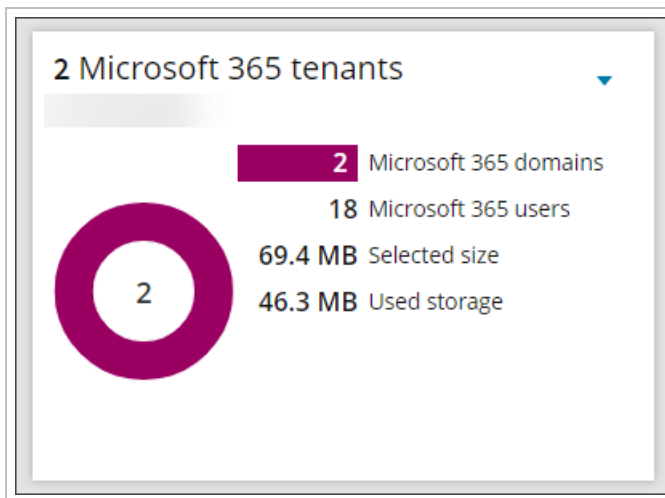 2 Microsoft 365 tenants
2 Microsoft 365 domains
18 Microsoft 365 users
69.4 MB Selected size
46.3 MB Used storage
2